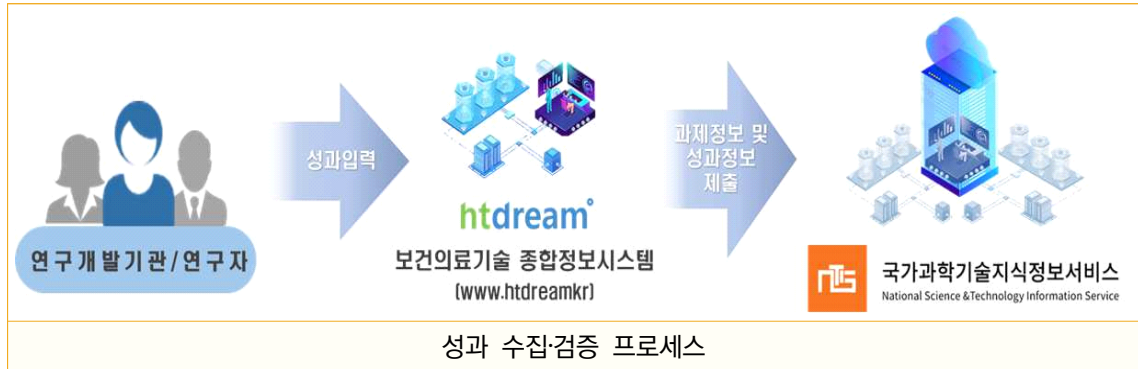 연구개발기관/연구자
성과입력
htdream°
보건의료기술 종합정보시스템
(www.htdreamkr)
과제정보 및
성과정보
제출
NTIS
국가과학기술지식정보서비스
National Science &Technology Information Service
성과 수집·검증 프로세스